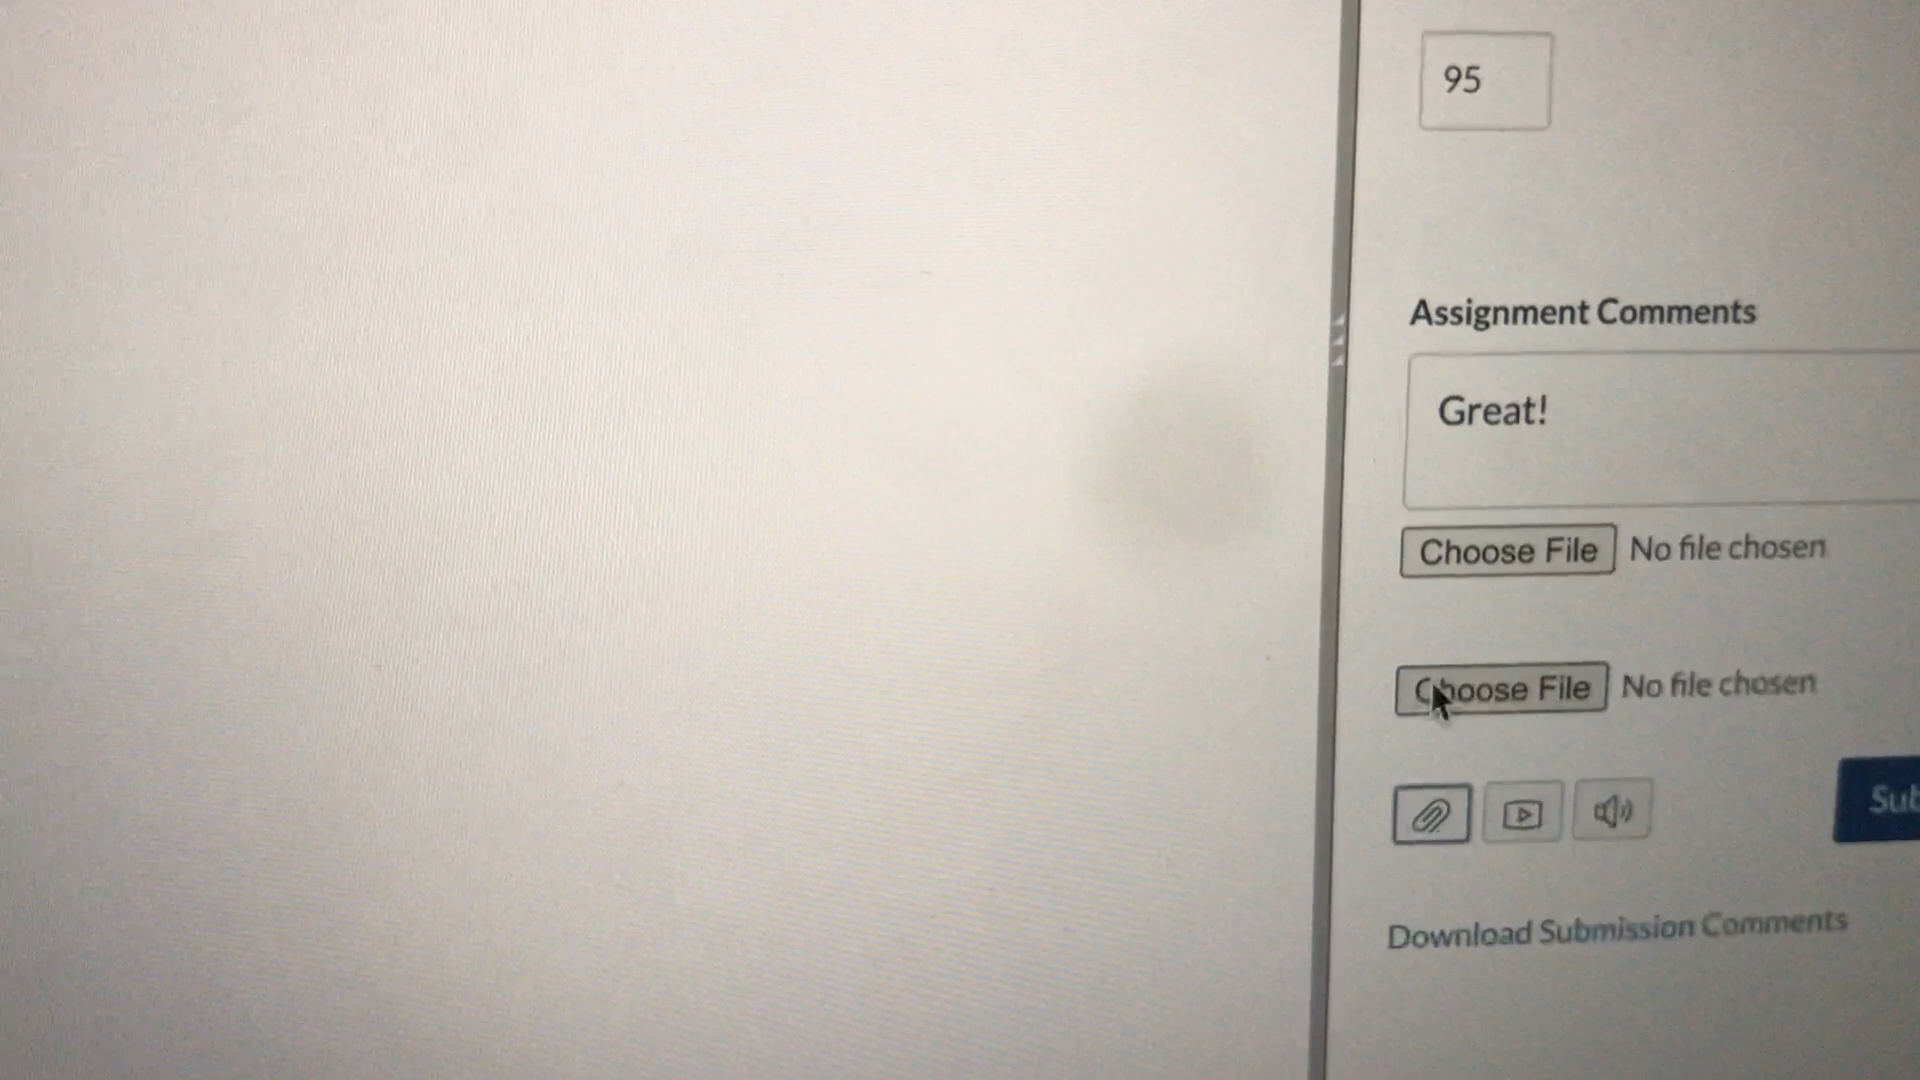 95
Assignment Comments
Great!
Choose File No file chosen
Choose File No file chosen
Download Submission Comments